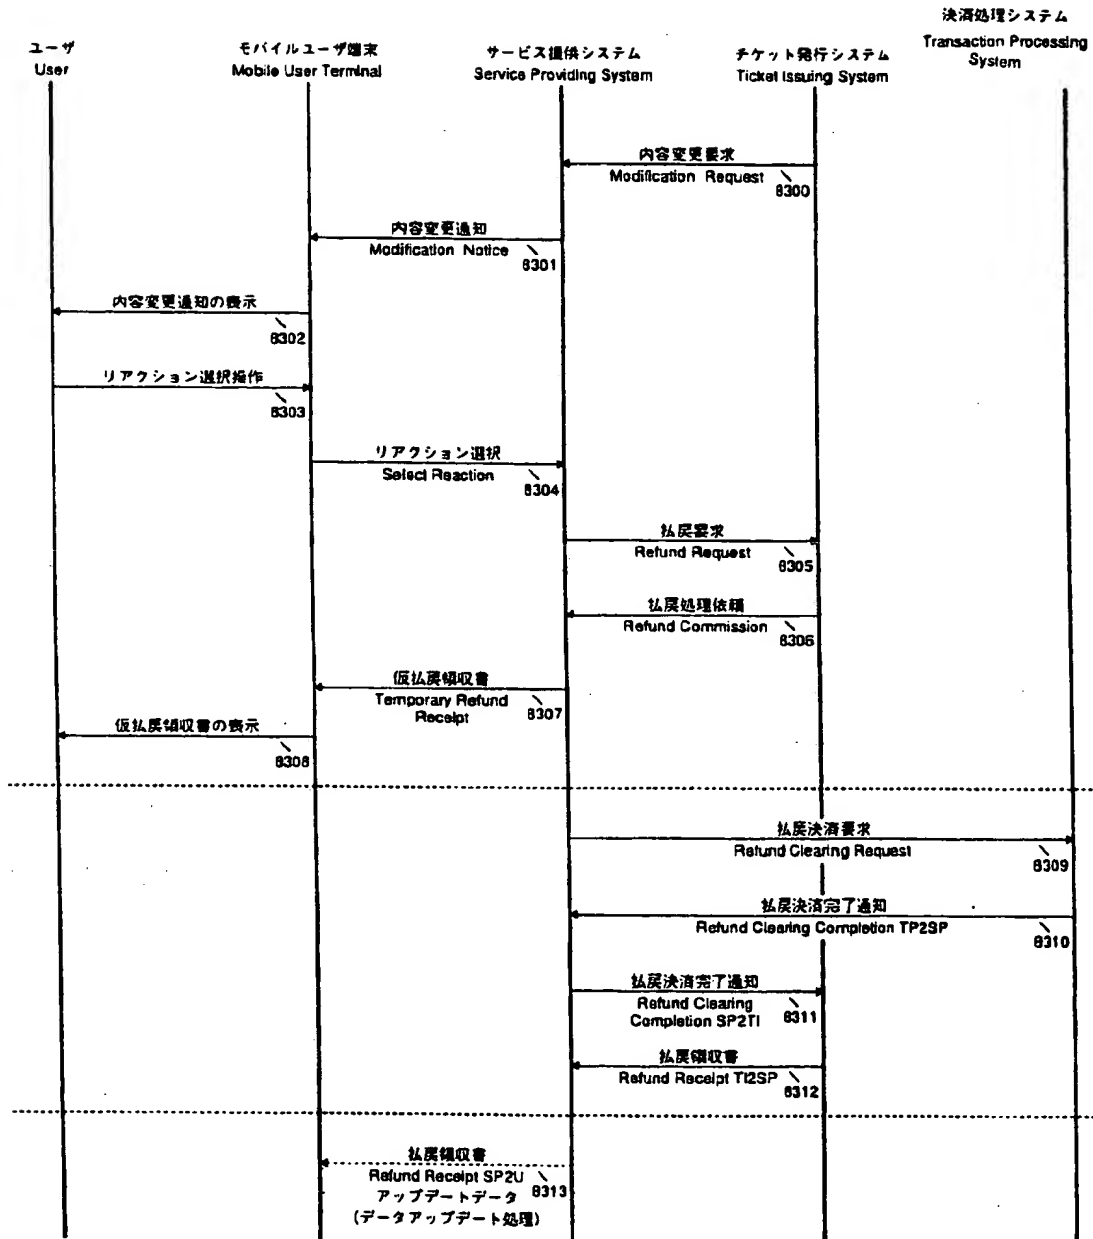 決済処理システム
Transaction Processing
System
ユーザ
User
モバイルユーザ端末
Mobile User Terminal
サービス提供システム
Service Providing System
チケット発行システム
Ticket Issuing System
内容変更要求
Modification Request
8300
内容変更通知
Modification Notice
8301
内容変更通知の表示
8302
リアクション選択操作
8303
リアクション選択
Select Reaction
8304
払戻要求
Refund Request
8305
払戻処理依頼
Refund Commission
8306
仮払戻領収書
Temporary Refund
Receipt
8307
仮払戻領収書の表示
8308
払戻決済要求
Refund Clearing Request
8309
払戻決済完了通知
Refund Clearing Completion TP2SP
8310
払戻決済完了通知
Refund Clearing
Completion SP2TI
8311
払戻領収書
Refund Receipt TI2SP
8312
払戻領収書
Refund Receipt SP2U
8313
アップデートデータ
(データアップデート処理)